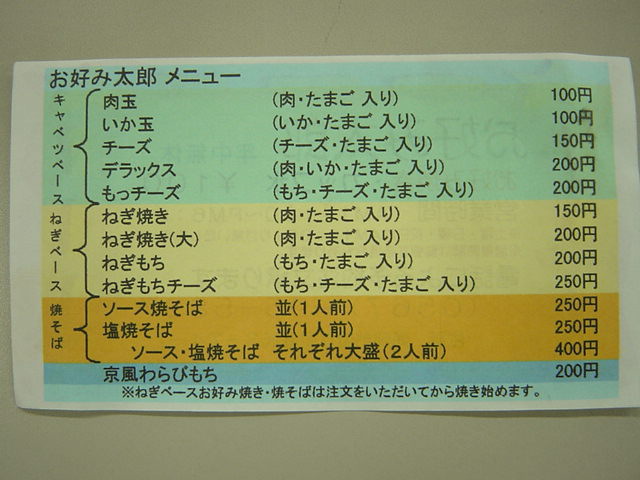 お好み太郎 メニュー
キャベツベース
肉玉 (肉・たまご 入り) 100円
いか玉 (いか・たまご 入り) 100円
チーズ (チーズ・たまご 入り) 150円
デラックス (肉・いか・たまご 入り) 200円
もっチーズ (もち・チーズ・たまご 入り) 200円
ねぎベース
ねぎ焼き (肉・たまご 入り) 150円
ねぎ焼き(大) (肉・たまご 入り) 200円
ねぎもち (もち・たまご 入り) 200円
ねぎもちチーズ (もち・チーズ・たまご 入り) 250円
焼そば
ソース焼そば 並(1人前) 250円
塩焼そば 並(1人前) 250円
ソース・塩焼そば それぞれ大盛(2人前) 400円
京風わらびもち 200円
※ねぎベースお好み焼き・焼そばは注文をいただいてから焼き始めます。